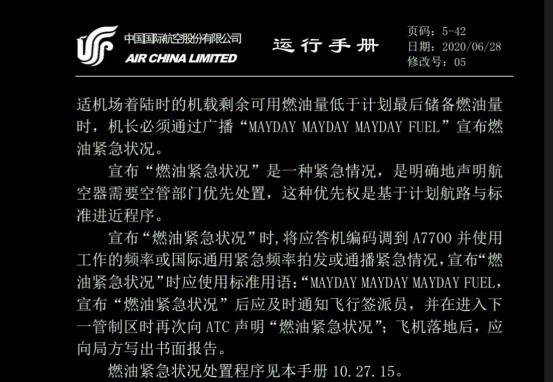 中国国际航空股份有限公司
AIR CHINA LIMITED
运行手册
页码：5-42
日期：2020/06/28
修改号：05
适机场着陆时的机载剩余可用燃油量低于计划最后储备燃油量
时，机长必须通过广播“MAYDAY MAYDAY MAYDAY FUEL”宣布燃
油紧急状况。
宣布“燃油紧急状况”是一种紧急情况，是明确地声明航
空器需要空管部门优先处置，这种优先权是基于计划航路与标
准进近程序。
宣布“燃油紧急状况”时,将应答机编码调到 A7700 并使用
工作的频率或国际通用紧急频率拍发或通播紧急情况，宣布“燃
油紧急状况”时应使用标准用语：“MAYDAY MAYDAY MAYDAY FUEL，
宣布“燃油紧急状况”后应及时通知飞行签派员，并在进入下
一管制区时再次向 ATC 声明“燃油紧急状况”；飞机落地后，应
向局方写出书面报告。
燃油紧急状况处置程序见本手册 10.27.15。